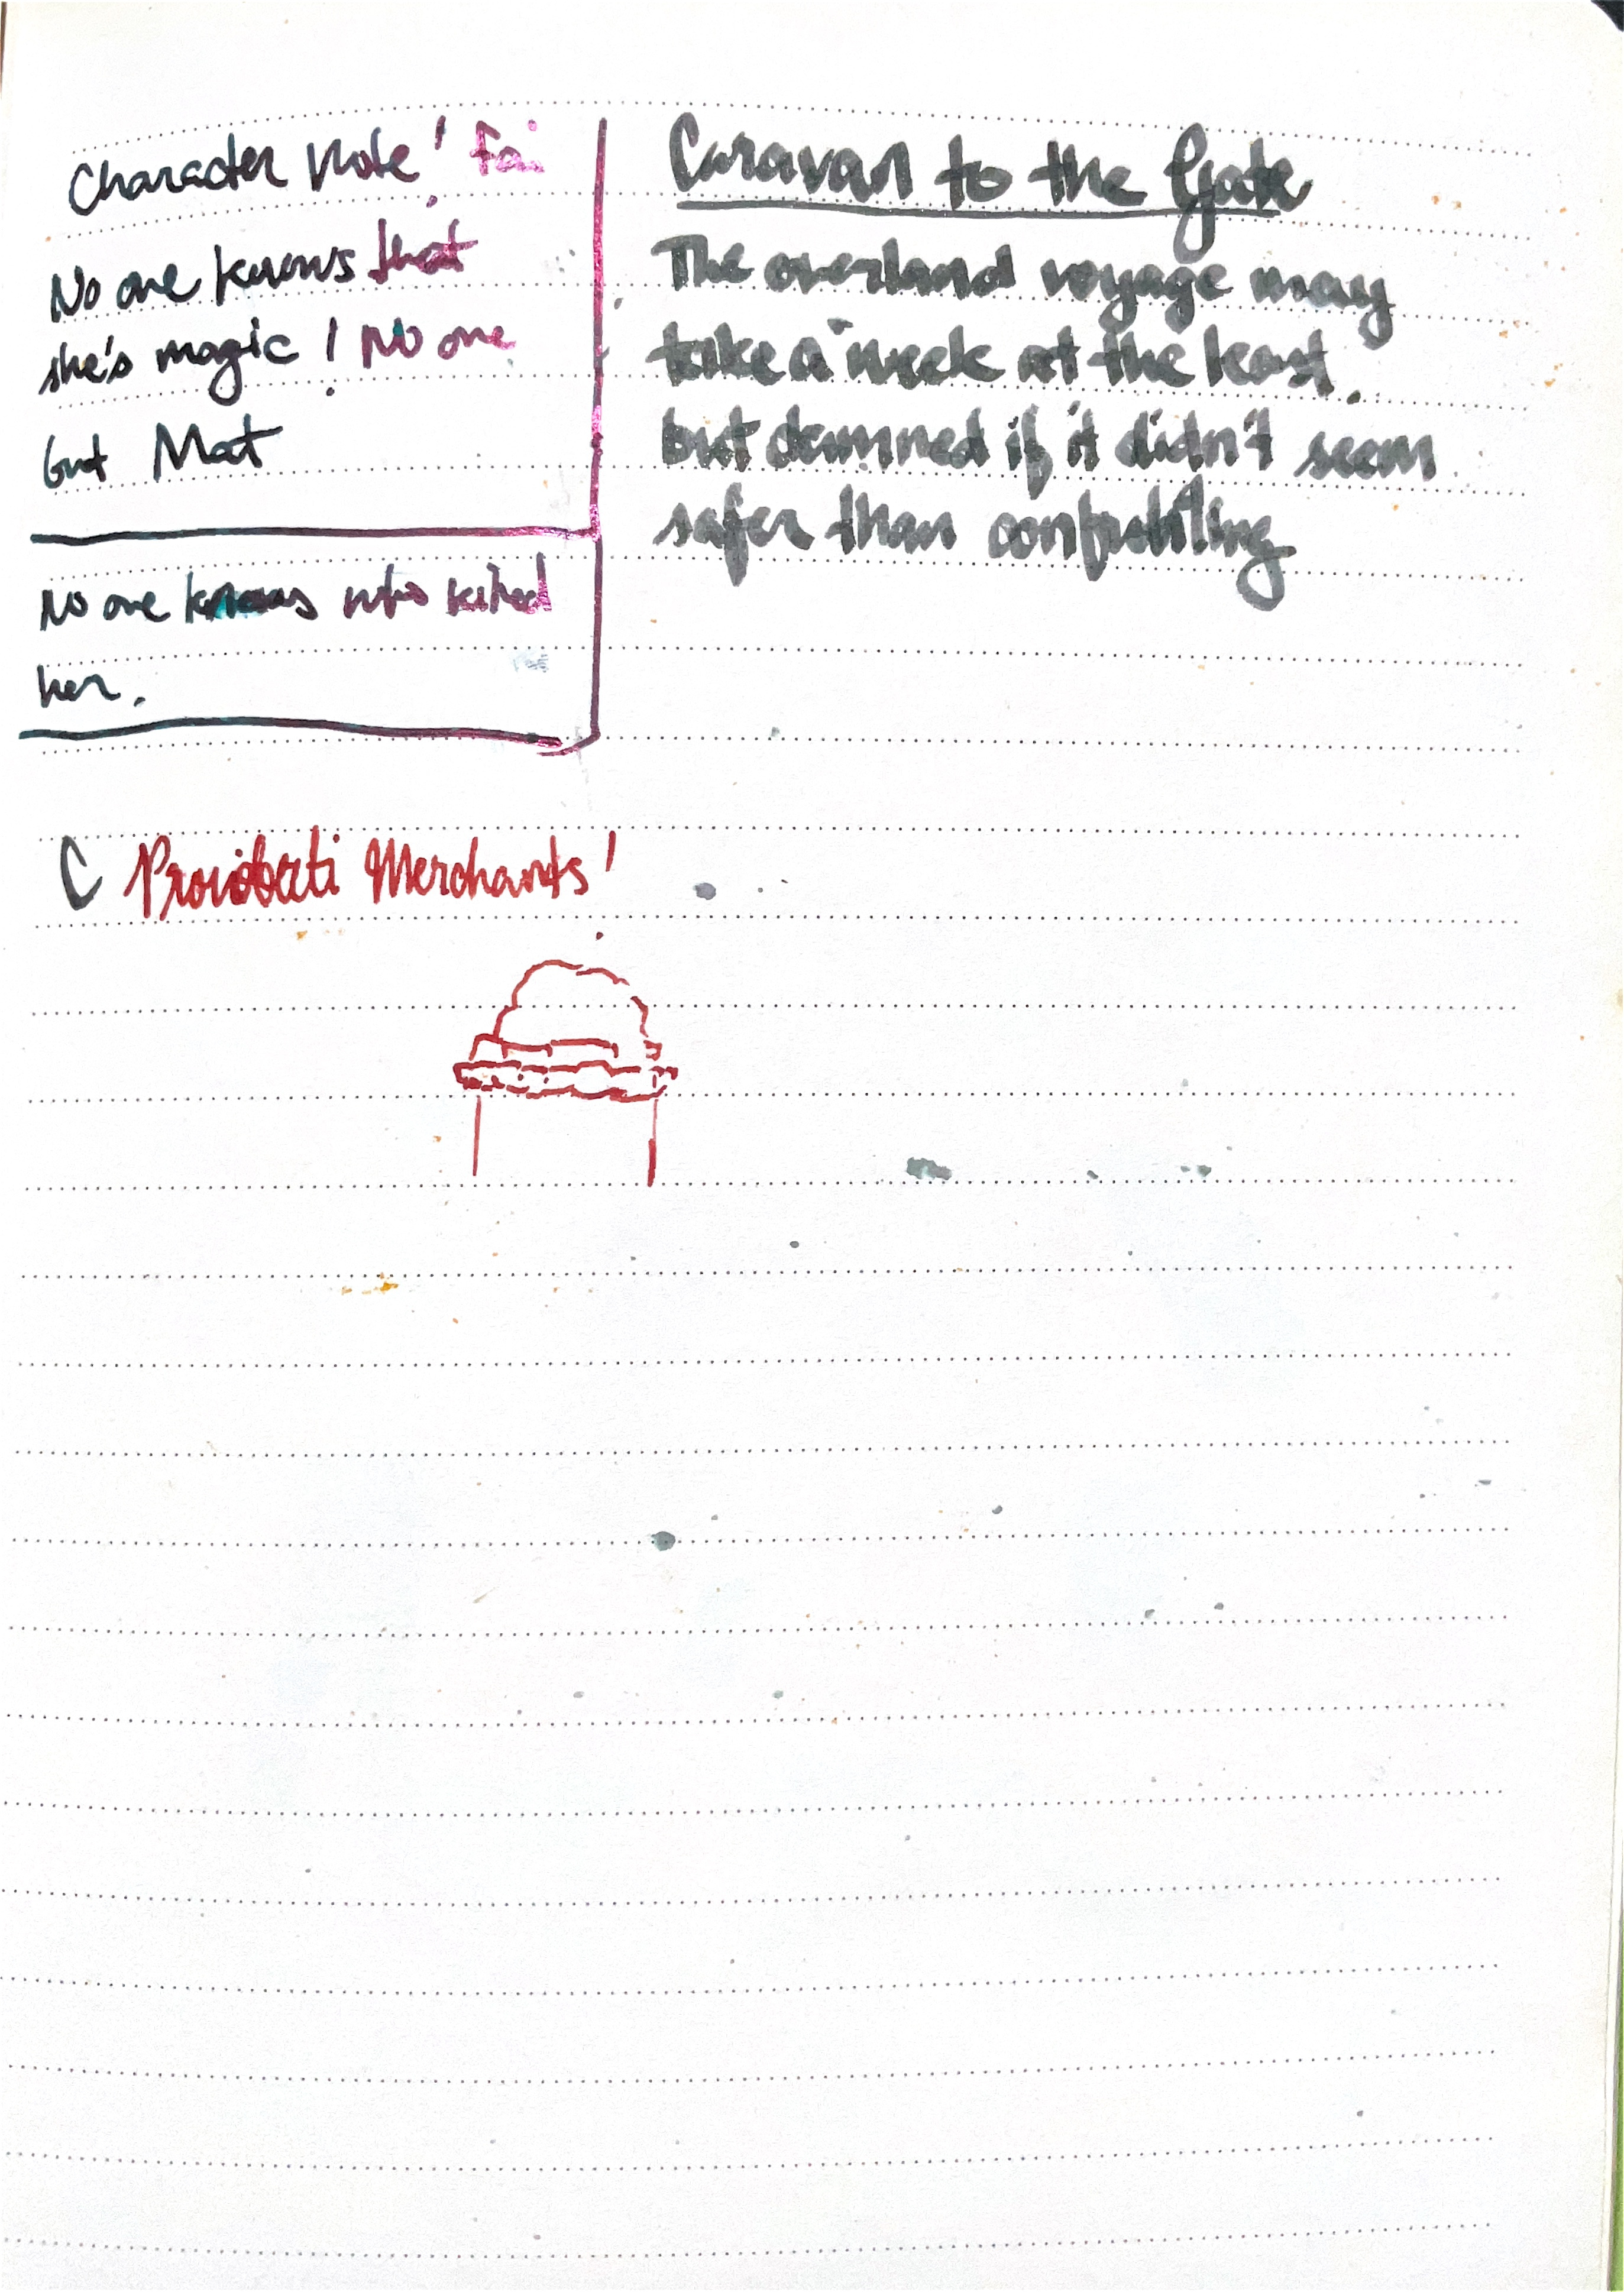 Character Note! Fai
No one knows that
she's magic! No one
but Mat
No one knows who killed
her.
Caravan to the Gate
The overland voyage may
take a week at the least,
but damned if it didn't seem
safer than
C Merchants!